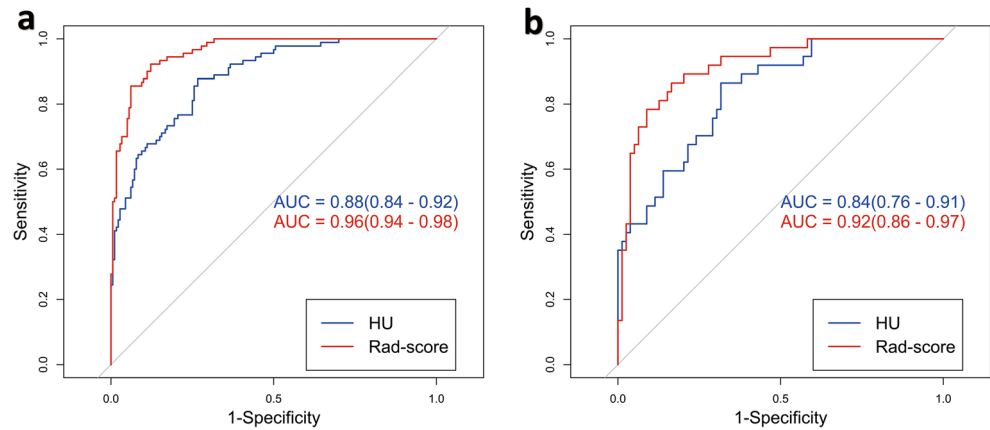 a
1.0
0.8
0.6
0.4
0.2
0.0
Sensitivity
AUC = 0.88(0.84 - 0.92)
AUC = 0.96(0.94 - 0.98)
HU
Rad-score
0.0 0.5 1.0
1-Specificity
b
1.0
0.8
0.6
0.4
0.2
0.0
Sensitivity
AUC = 0.84(0.76 - 0.91)
AUC = 0.92(0.86 - 0.97)
HU
Rad-score
0.0 0.5 1.0
1-Specificity